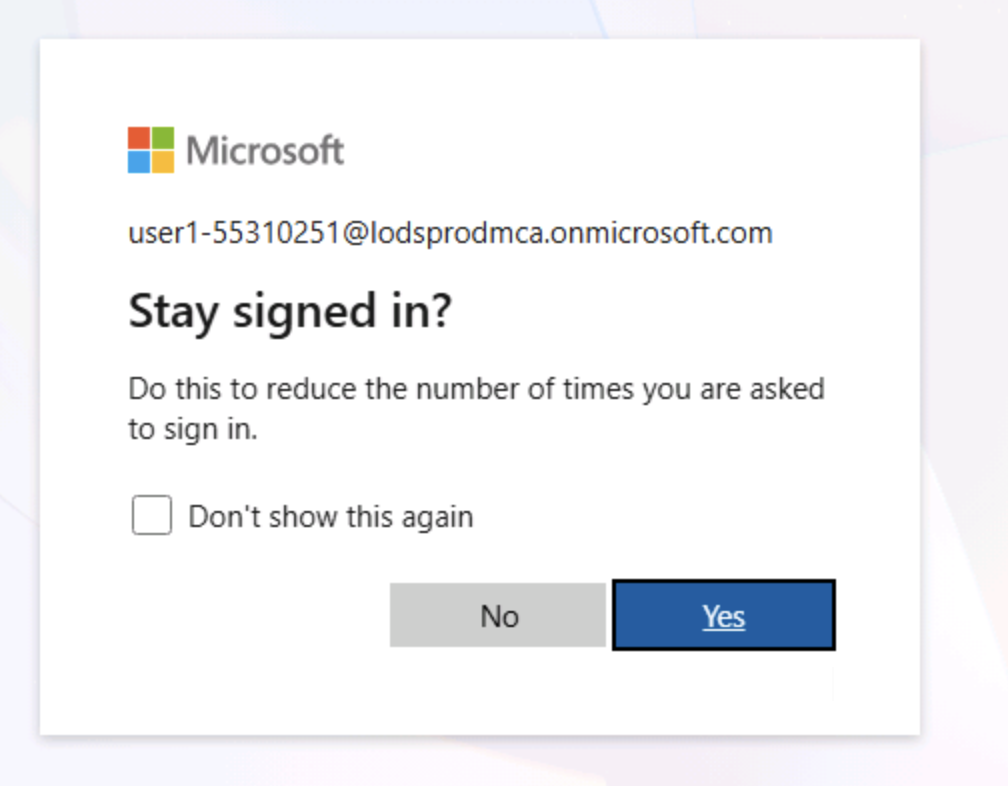 Microsoft
user1-55310251@lodsprodmca.onmicrosoft.com
Stay signed in?
Do this to reduce the number of times you are asked
to sign in.
Don't show this again
No
Yes